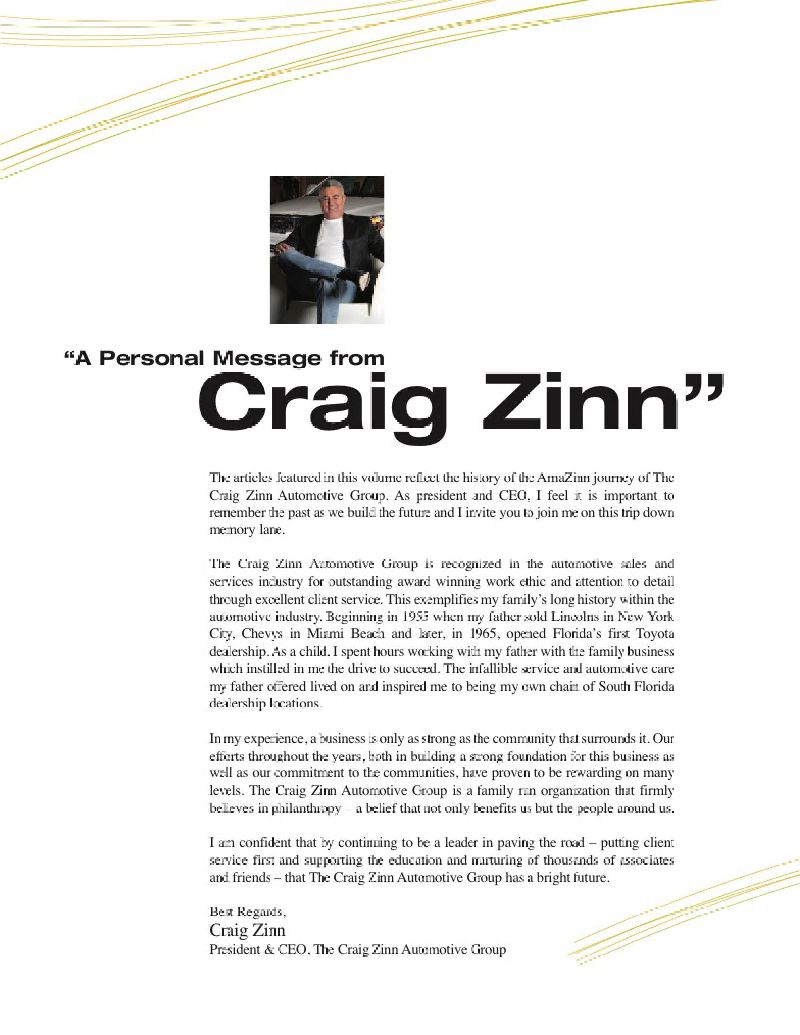 “A Personal Message from
Craig Zinn”
The articles featured in this volume reflect the history of the AmaZinn journey of The
Craig Zinn Automotive Group. As president and CEO, I feel it is important to
remember the past as we build the future and I invite you to join me on this trip down
memory lane.
The Craig Zinn Automotive Group is recognized in the automotive sales and
services industry for outstanding award winning work ethic and attention to detail
through excellent client service. This exemplifies my family’s long history within the
automotive industry. Beginning in 1955 when my father sold Lincolns in New York
City, Chevys in Miami Beach and later, in 1965, opened Florida’s first Toyota
dealership. As a child, I spent hours working with my father with the family business
which instilled in me the drive to succeed. The infallible service and automotive care
my father offered lived on and inspired me to being my own chain of South Florida
dealership locations.
In my experience, a business is only as strong as the community that surrounds it. Our
efforts throughout the years, both in building a strong foundation for this business as
well as our commitment to the communities, have proven to be rewarding on many
levels. The Craig Zinn Automotive Group is a family run organization that firmly
believes in philanthropy – a belief that not only benefits us but the people around us.
I am confident that by continuing to be a leader in paving the road – putting client
service first and supporting the education and nurturing of thousands of associates
and friends – that The Craig Zinn Automotive Group has a bright future.
Best Regards,
Craig Zinn
President & CEO, The Craig Zinn Automotive Group